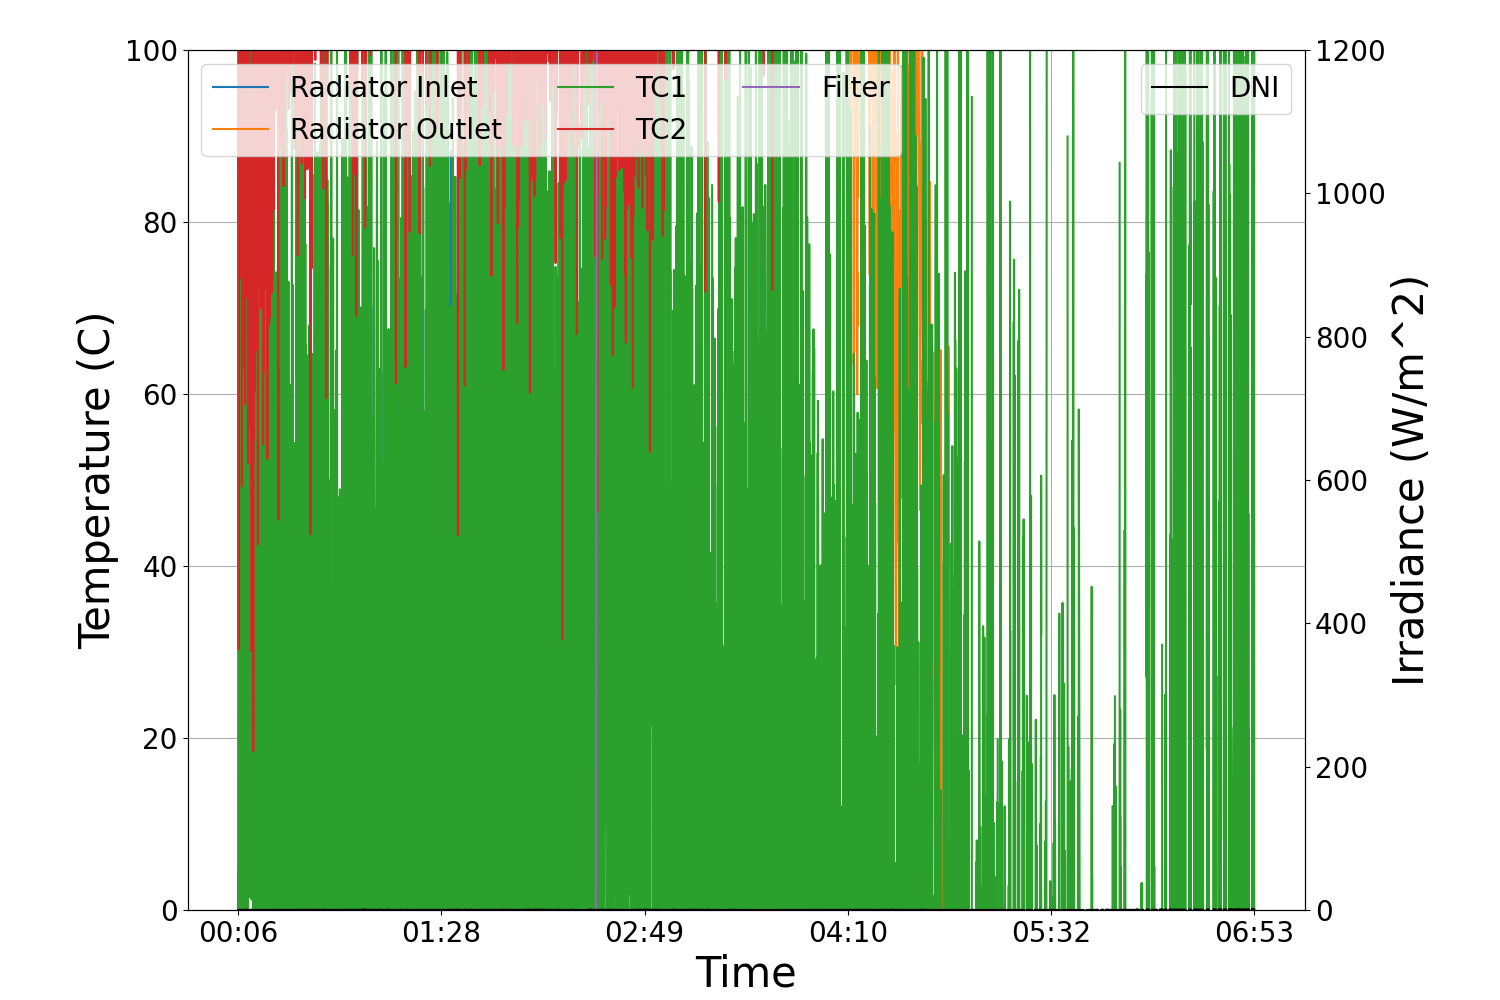 100
80
60
40
20
0
Temperature (C)
Radiator Inlet
Radiator Outlet
TC1
TC2
Filter
DNI
1200
1000
800
600
400
200
0
Irradiance (W/m^2)
00:06 01:28 02:49 04:10 05:32 06:53
Time